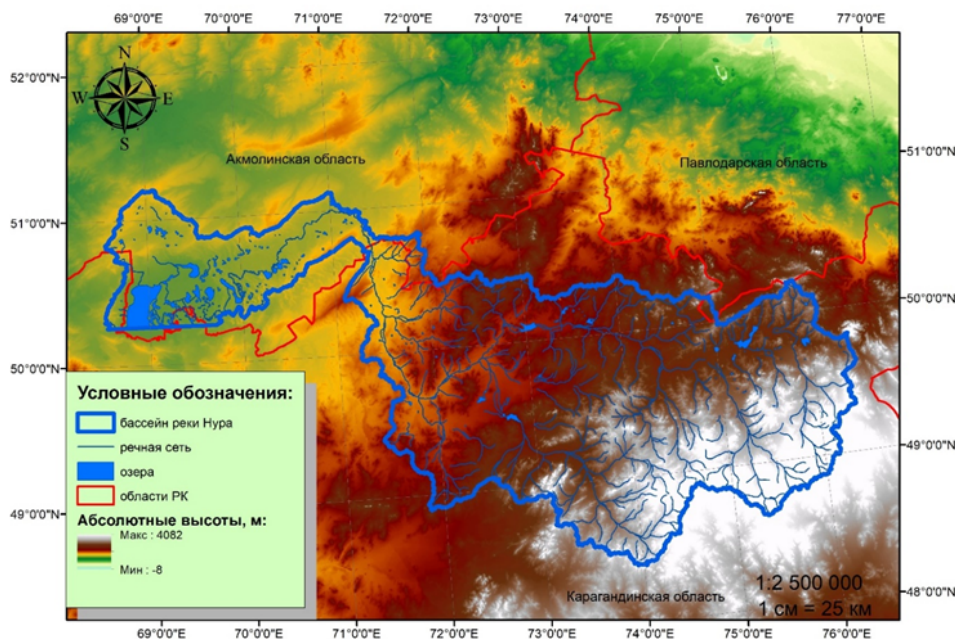 69°0'0"E 70°0'0"E 71°0'0"E 72°0'0"E 73°0'0"E 74°0'0"E 75°0'0"E 76°0'0"E 77°0'0"E
N
W E
S
52°0'0"N
51°0'0"N
50°0'0"N
49°0'0"N
Акмолинская область
Павлодарская область
51°0'0"N
50°0'0"N
49°0'0"N
48°0'0"N
Условные обозначения:
бассейн реки Нура
речная сеть
озера
области РК
Абсолютные высоты, м:
Макс : 4082
Мин : -8
1:2 500 000
Карагандинская область
1 см = 25 км
69°0'0"E 70°0'0"E 71°0'0"E 72°0'0"E 73°0'0"E 74°0'0"E 75°0'0"E 76°0'0"E